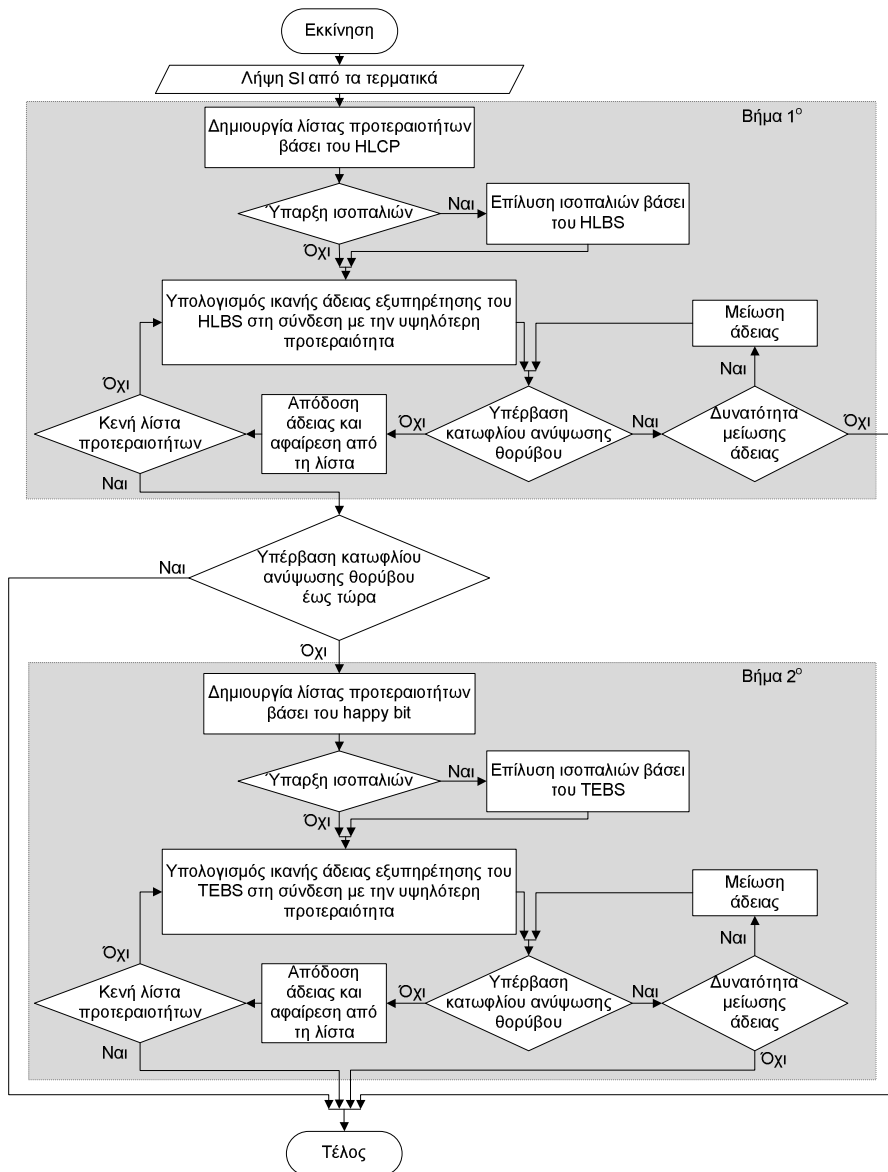 Εκκίνηση
Λήψη SI από τα τερματικά
Βήμα 1ο
Δημιουργία λίστας προτεραιοτήτων
βάσει του HLCP
Ύπαρξη ισοπαλιών
Ναι
Επίλυση ισοπαλιών βάσει
του HLBS
Όχι
Υπολογισμός ικανής άδειας εξυπηρέτησης του
HLBS στη σύνδεση με την υψηλότερη
προτεραιότητα
Μείωση
άδειας
Όχι
Ναι
Κενή λίστα
προτεραιοτήτων
Απόδοση
άδειας και
αφαίρεση από
τη λίστα
Όχι
Υπέρβαση
κατωφλίου ανύψωσης
θορύβου
Ναι
Δυνατότητα
μείωσης
άδειας
Όχι
Ναι
Υπέρβαση κατωφλίου
ανύψωσης θορύβου
έως τώρα
Ναι
Όχι
Βήμα 2ο
Δημιουργία λίστας προτεραιοτήτων
βάσει του happy bit
Ύπαρξη ισοπαλιών
Ναι
Επίλυση ισοπαλιών βάσει
του TEBS
Όχι
Υπολογισμός ικανής άδειας εξυπηρέτησης του
TEBS στη σύνδεση με την υψηλότερη
προτεραιότητα
Μείωση
άδειας
Όχι
Ναι
Κενή λίστα
προτεραιοτήτων
Απόδοση
άδειας και
αφαίρεση από
τη λίστα
Όχι
Υπέρβαση
κατωφλίου ανύψωσης
θορύβου
Ναι
Δυνατότητα
μείωσης
άδειας
Ναι
Όχι
Τέλος